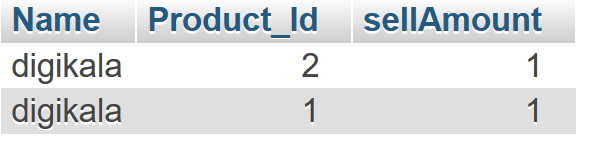 Name Product_Id sellAmount
digikala 2 1
digikala 1 1